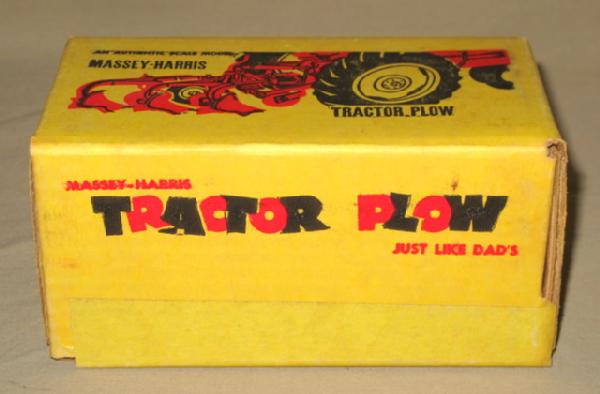 AN AUTHENTIC SCALE MODEL
MASSEY-HARRIS
TRACTOR PLOW
MASSEY-HARRIS
TRACTOR PLOW
JUST LIKE DAD'S